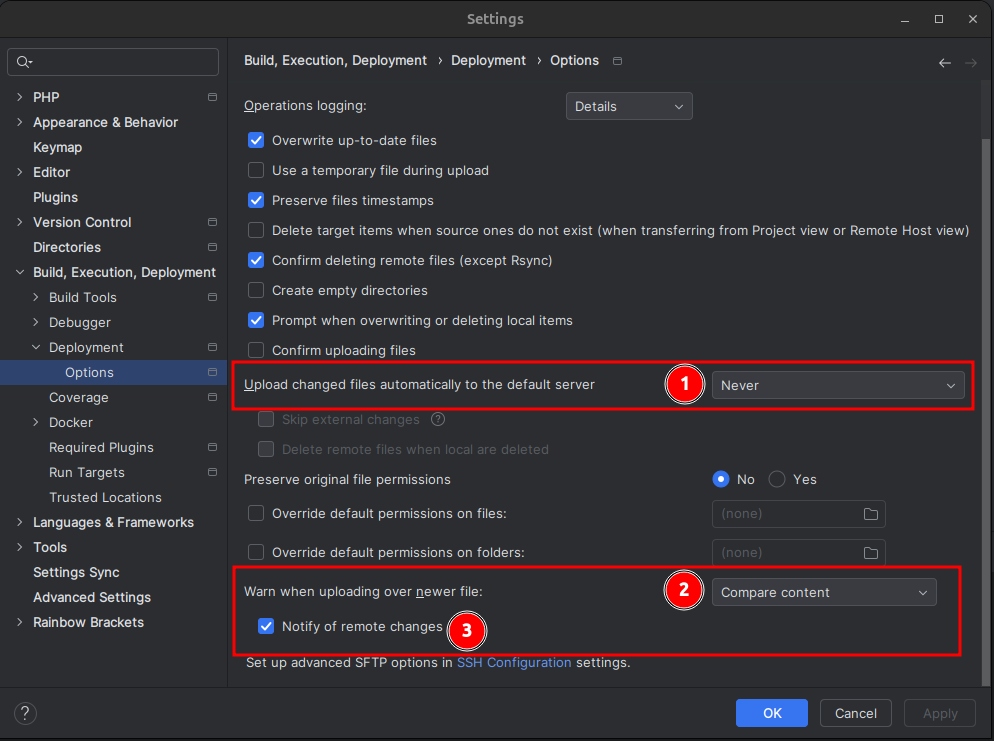 Settings
Build, Execution, Deployment › Deployment › Options
PHP
Appearance & Behavior
Keymap
Editor
Plugins
Version Control
Directories
Build, Execution, Deployment
Build Tools
Debugger
Deployment
Options
Coverage
Docker
Required Plugins
Run Targets
Trusted Locations
Languages & Frameworks
Tools
Settings Sync
Advanced Settings
Rainbow Brackets
Operations logging: Details
Overwrite up-to-date files
Use a temporary file during upload
Preserve files timestamps
Delete target items when source ones do not exist (when transferring from Project view or Remote Host view)
Confirm deleting remote files (except Rsync)
Create empty directories
Prompt when overwriting or deleting local items
Confirm uploading files
Upload changed files automatically to the default server 1 Never
Skip external changes ?
Delete remote files when local are deleted
Preserve original file permissions No Yes
Override default permissions on files: (none)
Override default permissions on folders: (none)
Warn when uploading over newer file: 2 Compare content
Notify of remote changes 3
Set up advanced SFTP options in SSH Configuration settings.
? OK Cancel Apply